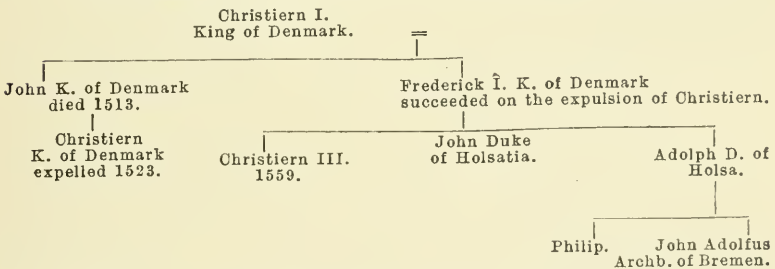 Christiern I.
King of Denmark.
=
John K. of Denmark
died 1513.
Frederick Î. K. of Denmark
succeeded on the expulsion of Christiern.
Christiern
K. of Denmark
expelled 1523.
Christiern III.
1559.
John Duke
of Holsatia.
Adolph D. of
Holsa.
Philip.
John Adolfus
Archb. of Bremen.